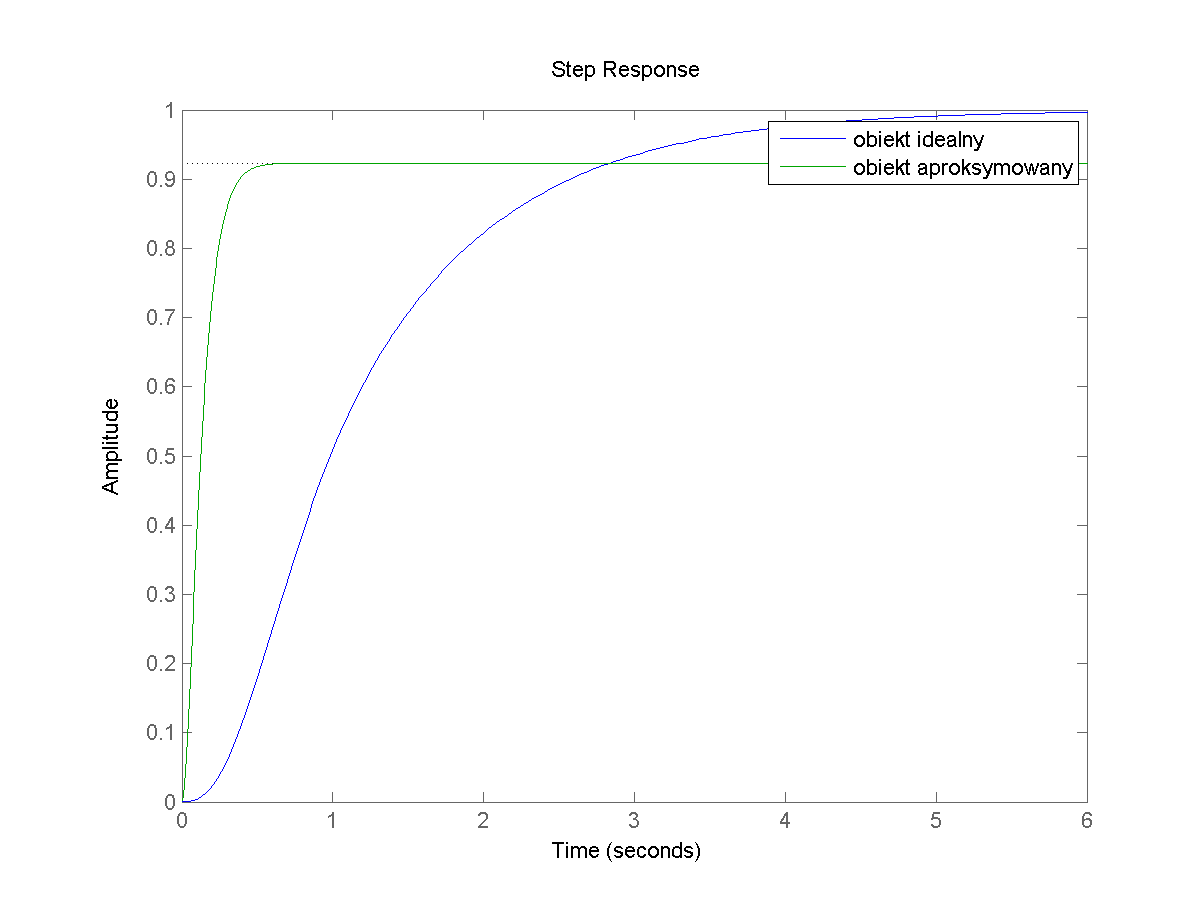 Step Response
obiekt idealny
obiekt aproksymowany
1
0.9
0.8
0.7
0.6
0.5
0.4
0.3
0.2
0.1
0
Amplitude
0 1 2 3 4 5 6
Time (seconds)